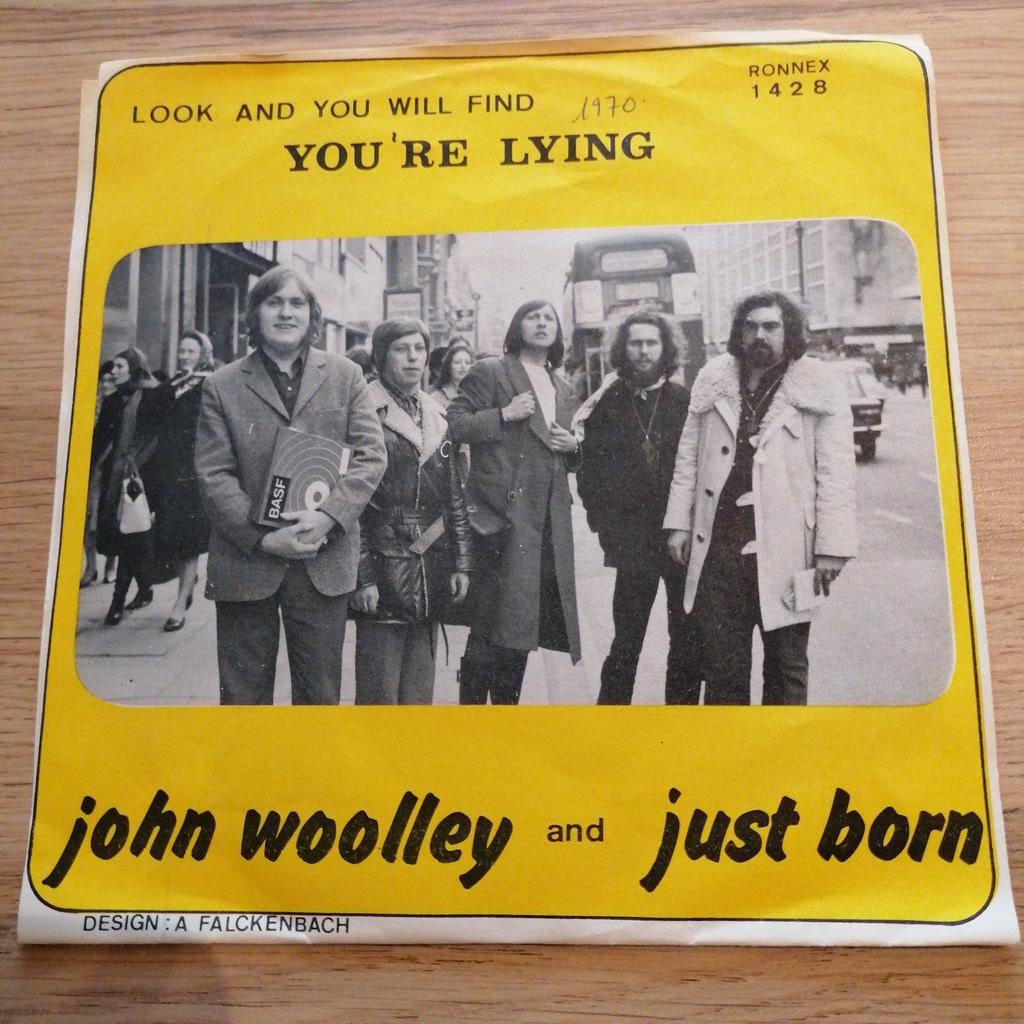 RONNEX
1428
LOOK AND YOU WILL FIND 1970.
YOU'RE LYING
BASF
john woolley and just born
DESIGN : A FALCKENBACH